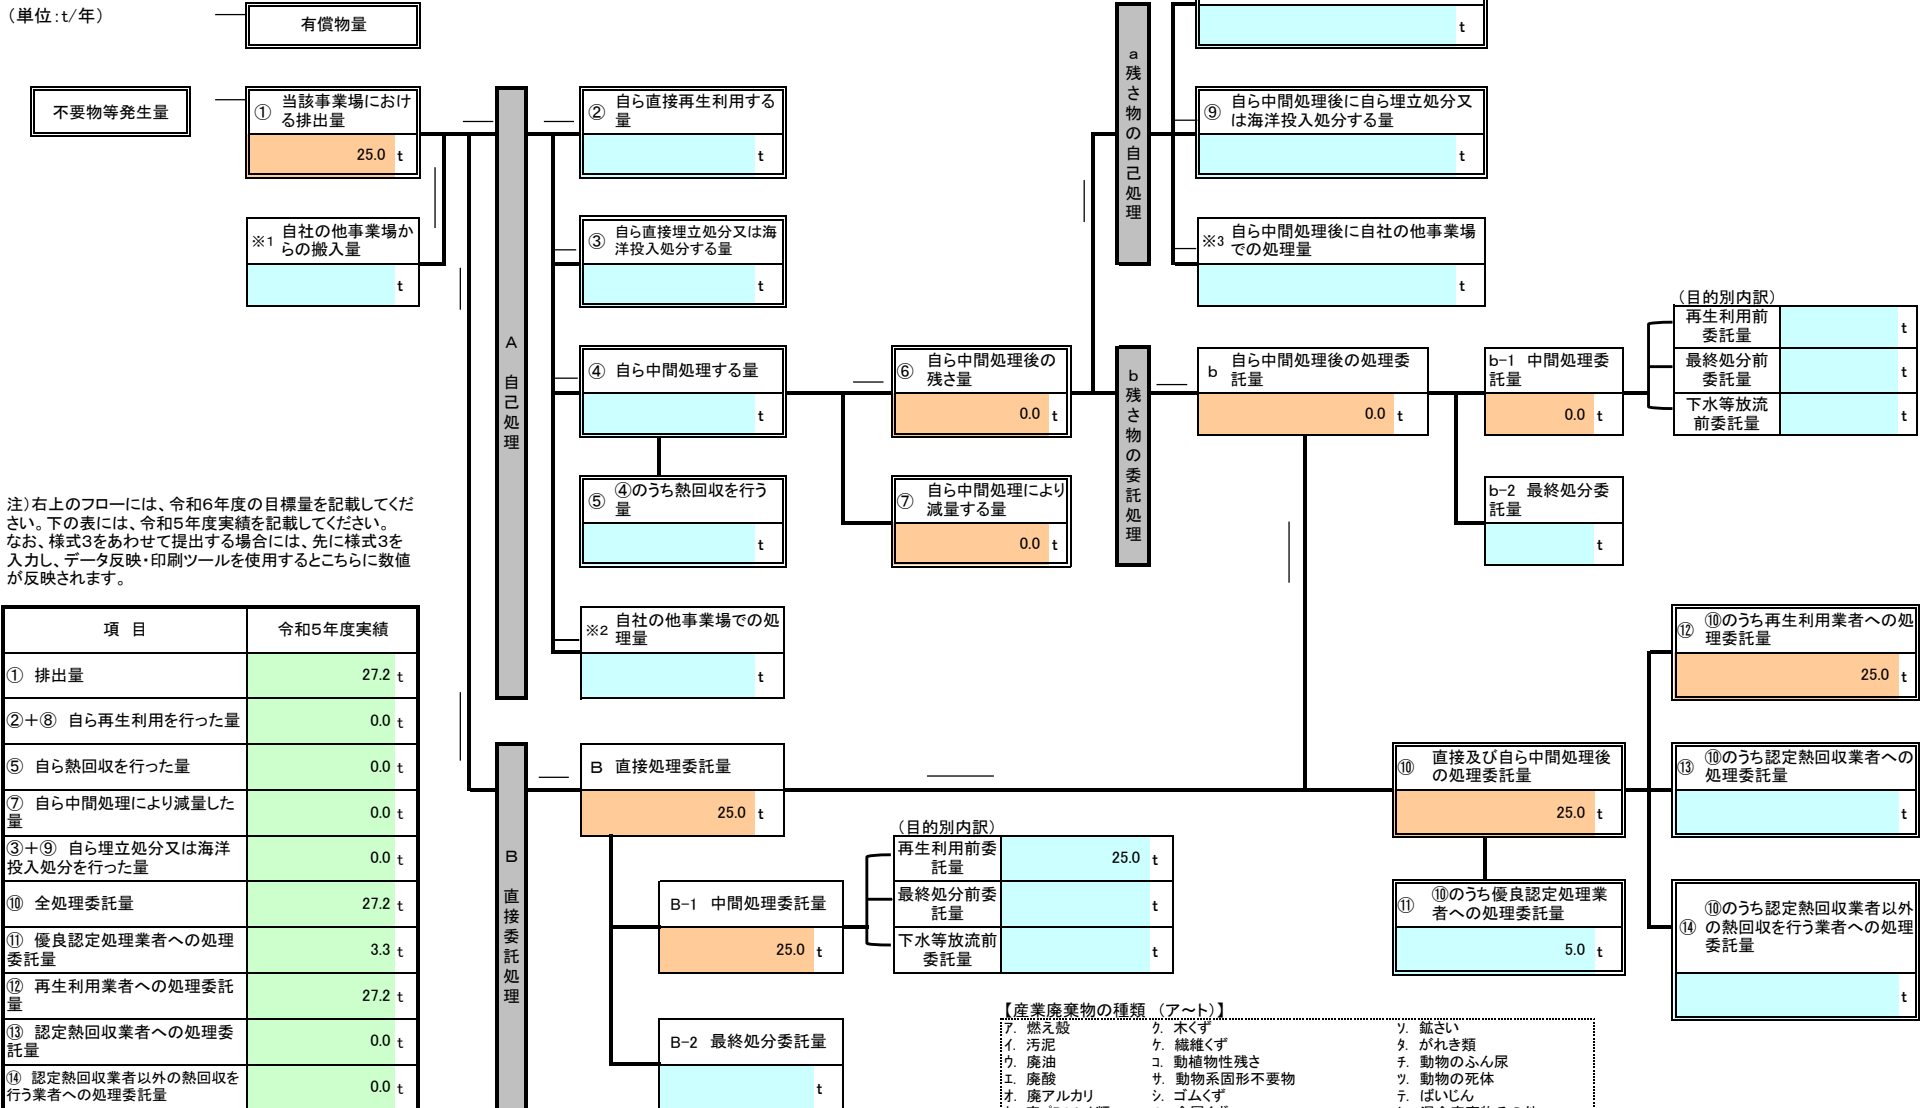 （単位：t/年）
有償物量
t
不要物等発生量
① 当該事業場におけ
る排出量
25.0 t
※1 自社の他事業場か
らの搬入量
t
A 自己処理
② 自ら直接再生利用する
量
t
③ 自ら直接埋立処分又は海
洋投入処分する量
t
④ 自ら中間処理する量
t
⑤ ④のうち熱回収を行う
量
t
※2 自社の他事業場での処
理量
t
⑥ 自ら中間処理後の
残さ量
0.0 t
⑦ 自ら中間処理により
減量する量
0.0 t
a 残さ物の自己処理
⑨ 自ら中間処理後に自ら埋立処分又
は海洋投入処分する量
t
※3 自ら中間処理後に自社の他事業場
での処理量
t
b 残さ物の委託処理
b 自ら中間処理後の処理委
託量
0.0 t
b-1 中間処理委
託量
0.0 t
（目的別内訳）
再生利用前
委託量
t
最終処分前
委託量
t
下水等放流
前委託量
t
b-2 最終処分委
託量
t
注）右上のフローには、令和６年度の目標量を記載してくだ
さい。下の表には、令和５年度実績を記載してください。
なお、様式３をあわせて提出する場合には、先に様式３を
入力し、データ反映・印刷ツールを使用するとこちらに数値
が反映されます。
項 目 令和５年度実績
① 排出量 27.2 t
②＋⑧ 自ら再生利用を行った量 0.0 t
⑤ 自ら熱回収を行った量 0.0 t
⑦ 自ら中間処理により減量した
量 0.0 t
③＋⑨ 自ら埋立処分又は海洋
投入処分を行った量 0.0 t
⑩ 全処理委託量 27.2 t
⑪ 優良認定処理業者への処理
委託量 3.3 t
⑫ 再生利用業者への処理委託
量 27.2 t
⑬ 認定熱回収業者への処理委
託量 0.0 t
⑭ 認定熱回収業者以外の熱回収を
行う業者への処理委託量 0.0 t
B 直接委託処理
B 直接処理委託量
25.0 t
B-1 中間処理委託量
25.0 t
（目的別内訳）
再生利用前委
託量
25.0 t
最終処分前委
託量
t
下水等放流前
委託量
t
B-2 最終処分委託量
t
⑩ 直接及び自ら中間処理後
の処理委託量
25.0 t
⑪ ⑩のうち優良認定処理業
者への処理委託量
5.0 t
⑫ ⑩のうち再生利用業者への処
理委託量
25.0 t
⑬ ⑩のうち認定熱回収業者への
処理委託量
t
⑭ ⑩のうち認定熱回収業者以外
の熱回収を行う業者への処理
委託量
t
【産業廃棄物の種類 （ア～ト）】
ア. 燃え殻 ク. 木くず ソ. 鉱さい
イ. 汚泥 ケ. 繊維くず タ. がれき類
ウ. 廃油 コ. 動植物性残さ チ. 動物のふん尿
エ. 廃酸 サ. 動物系固形不要物 ツ. 動物の死体
オ. 廃アルカリ シ. ゴムくず テ. ばいじん